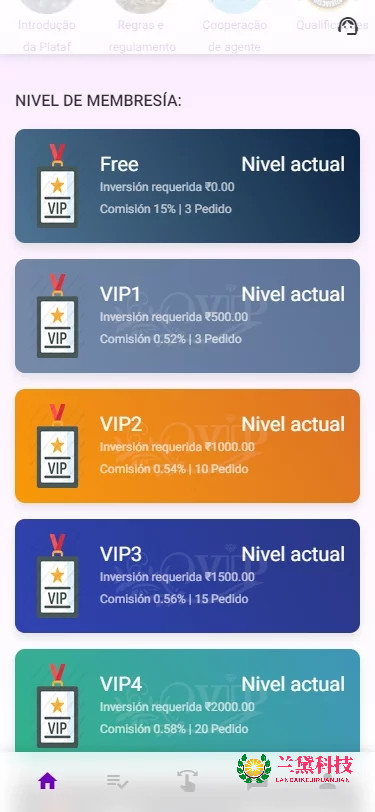 Introdução
da Plataf
Regras e
regulamento
Cooperação
de agente
Qualificações
NIVEL DE MEMBRESÍA:
Free
Nivel actual
Inversión requerida ₹0.00
Comisión 15% | 3 Pedido
VIP
VIP1
Nivel actual
Inversión requerida ₹500.00
Comisión 0.52% | 3 Pedido
VIP
VIP2
Nivel actual
Inversión requerida ₹1000.00
Comisión 0.54% | 10 Pedido
VIP
VIP3
Nivel actual
Inversión requerida ₹1500.00
Comisión 0.56% | 15 Pedido
VIP
VIP4
Nivel actual
Inversión requerida ₹2000.00
Comisión 0.58% | 20 Pedido
VIP
兰黛科技
LANDAIKEJIRUANJIAN